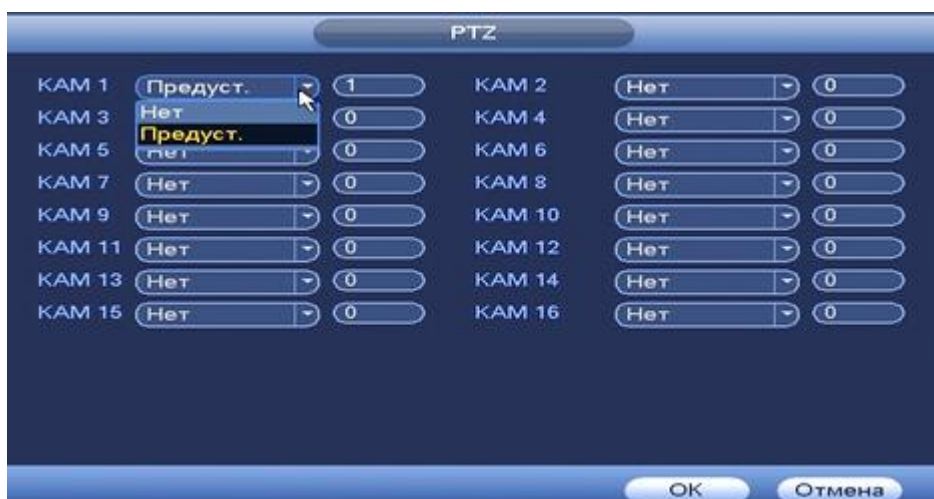 PTZ
КАМ 1 Предуст. 1 КАМ 2 Нет 0
КАМ 3 Нет 0 КАМ 4 Нет 0
Предуст.
КАМ 5 Нет 0 КАМ 6 Нет 0
КАМ 7 Нет 0 КАМ 8 Нет 0
КАМ 9 Нет 0 КАМ 10 Нет 0
КАМ 11 Нет 0 КАМ 12 Нет 0
КАМ 13 Нет 0 КАМ 14 Нет 0
КАМ 15 Нет 0 КАМ 16 Нет 0
OK Отмена